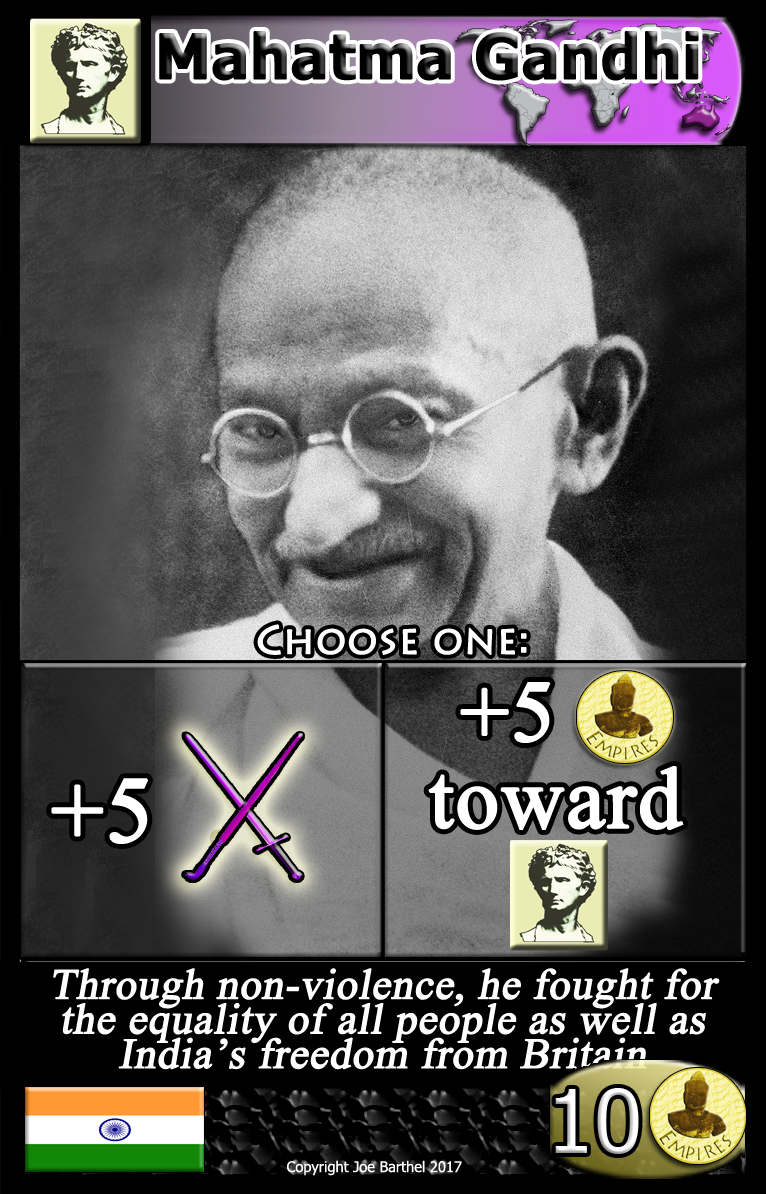 Mahatma Gandhi
CHOOSE ONE:
+5
+5
EMPIRES
toward
Through non-violence, he fought for
the equality of all people as well as
India's freedom from Britain
10
EMPIRES
Copyright Joe Barthel 2017